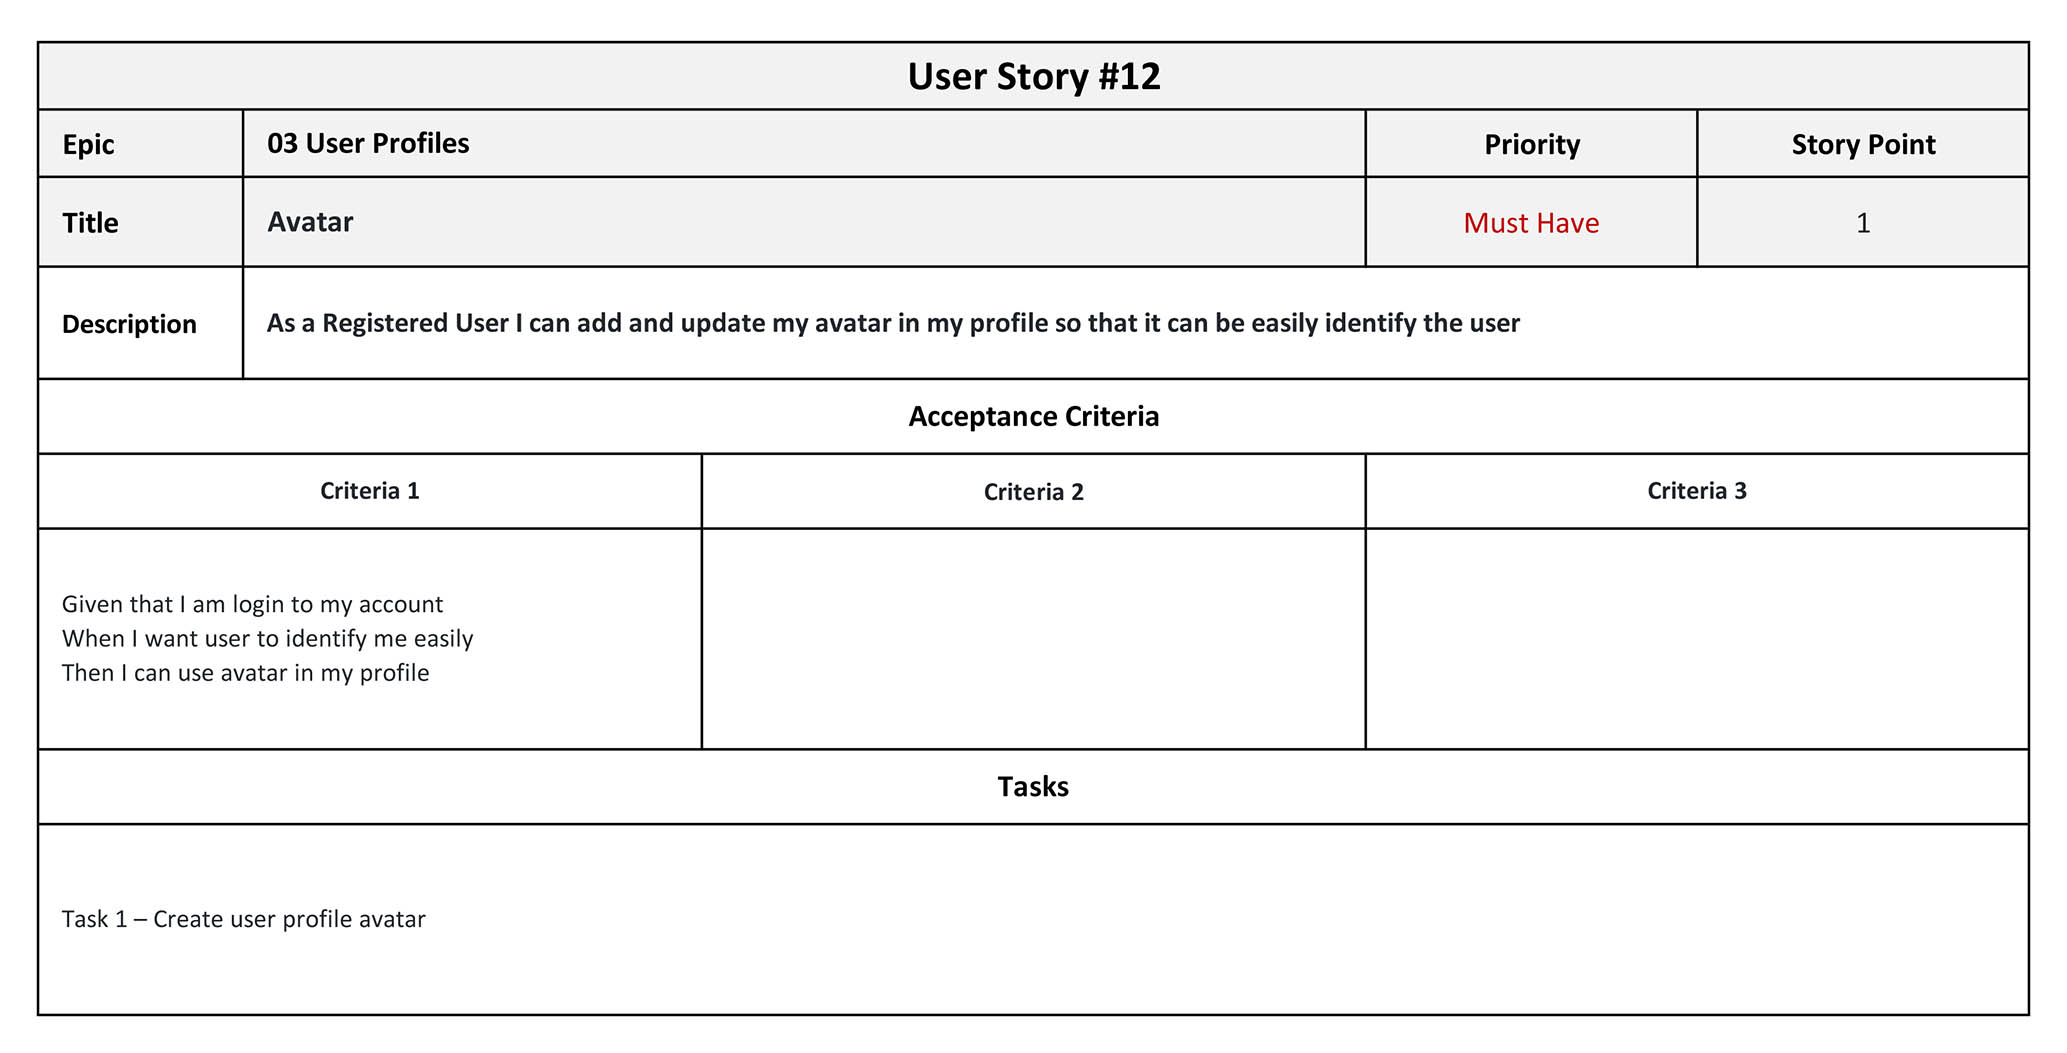 User Story #12
Epic
03 User Profiles
Priority
Story Point
Title
Avatar
Must Have
1
Description
As a Registered User I can add and update my avatar in my profile so that it can be easily identify the user
Acceptance Criteria
Criteria 1
Criteria 2
Criteria 3
Given that I am login to my account
When I want user to identify me easily
Then I can use avatar in my profile
Tasks
Task 1 – Create user profile avatar